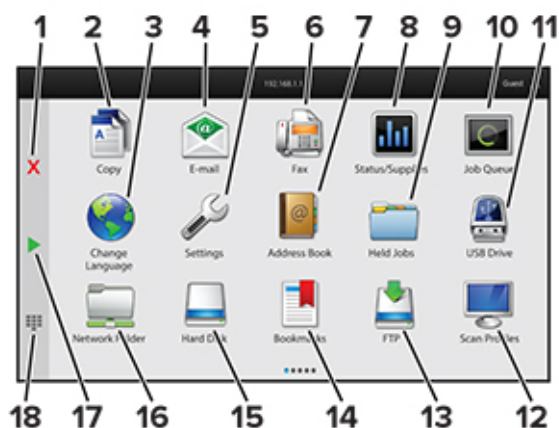 1 2 3 4 5 6 7 8 9 10 11
192.168.1.1 Guest
X
Copy E-mail Fax Status/Supplies Job Queue
Change Settings Address Book Held Jobs USB Drive
Language
Network Folder Hard Disk Bookmarks FTP Scan Profiles
18 17 16 15 14 13 12